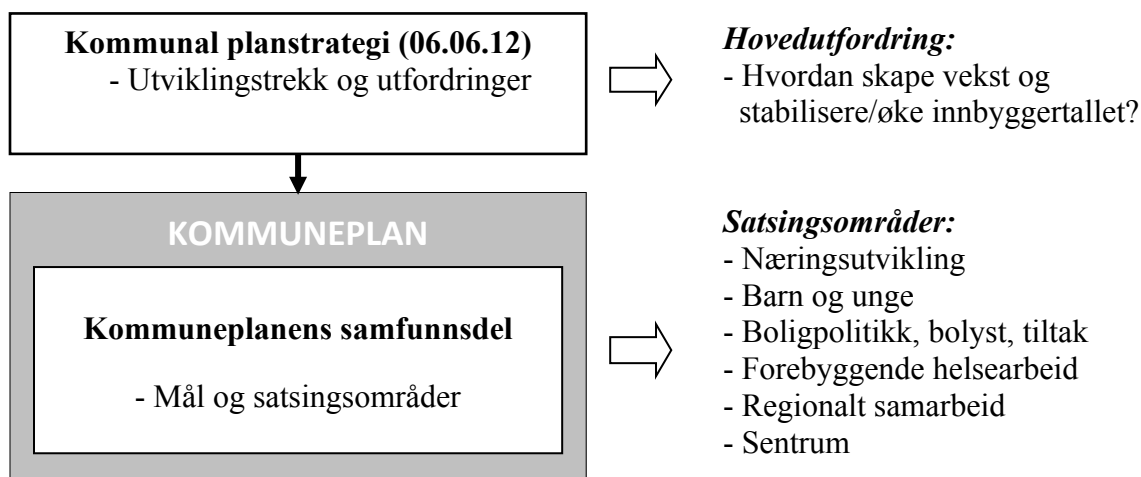 Kommunal planstrategi (06.06.12)
- Utviklingstrekk og utfordringer
Hovedutfordring:
- Hvordan skape vekst og
stabilisere/øke innbyggertallet?
KOMMUNEPLAN
Kommuneplanens samfunnsdel
- Mål og satsingsområder
Satsingsområder:
- Næringsutvikling
- Barn og unge
- Boligpolitikk, bolyst, tiltak
- Forebyggende helsearbeid
- Regionalt samarbeid
- Sentrum